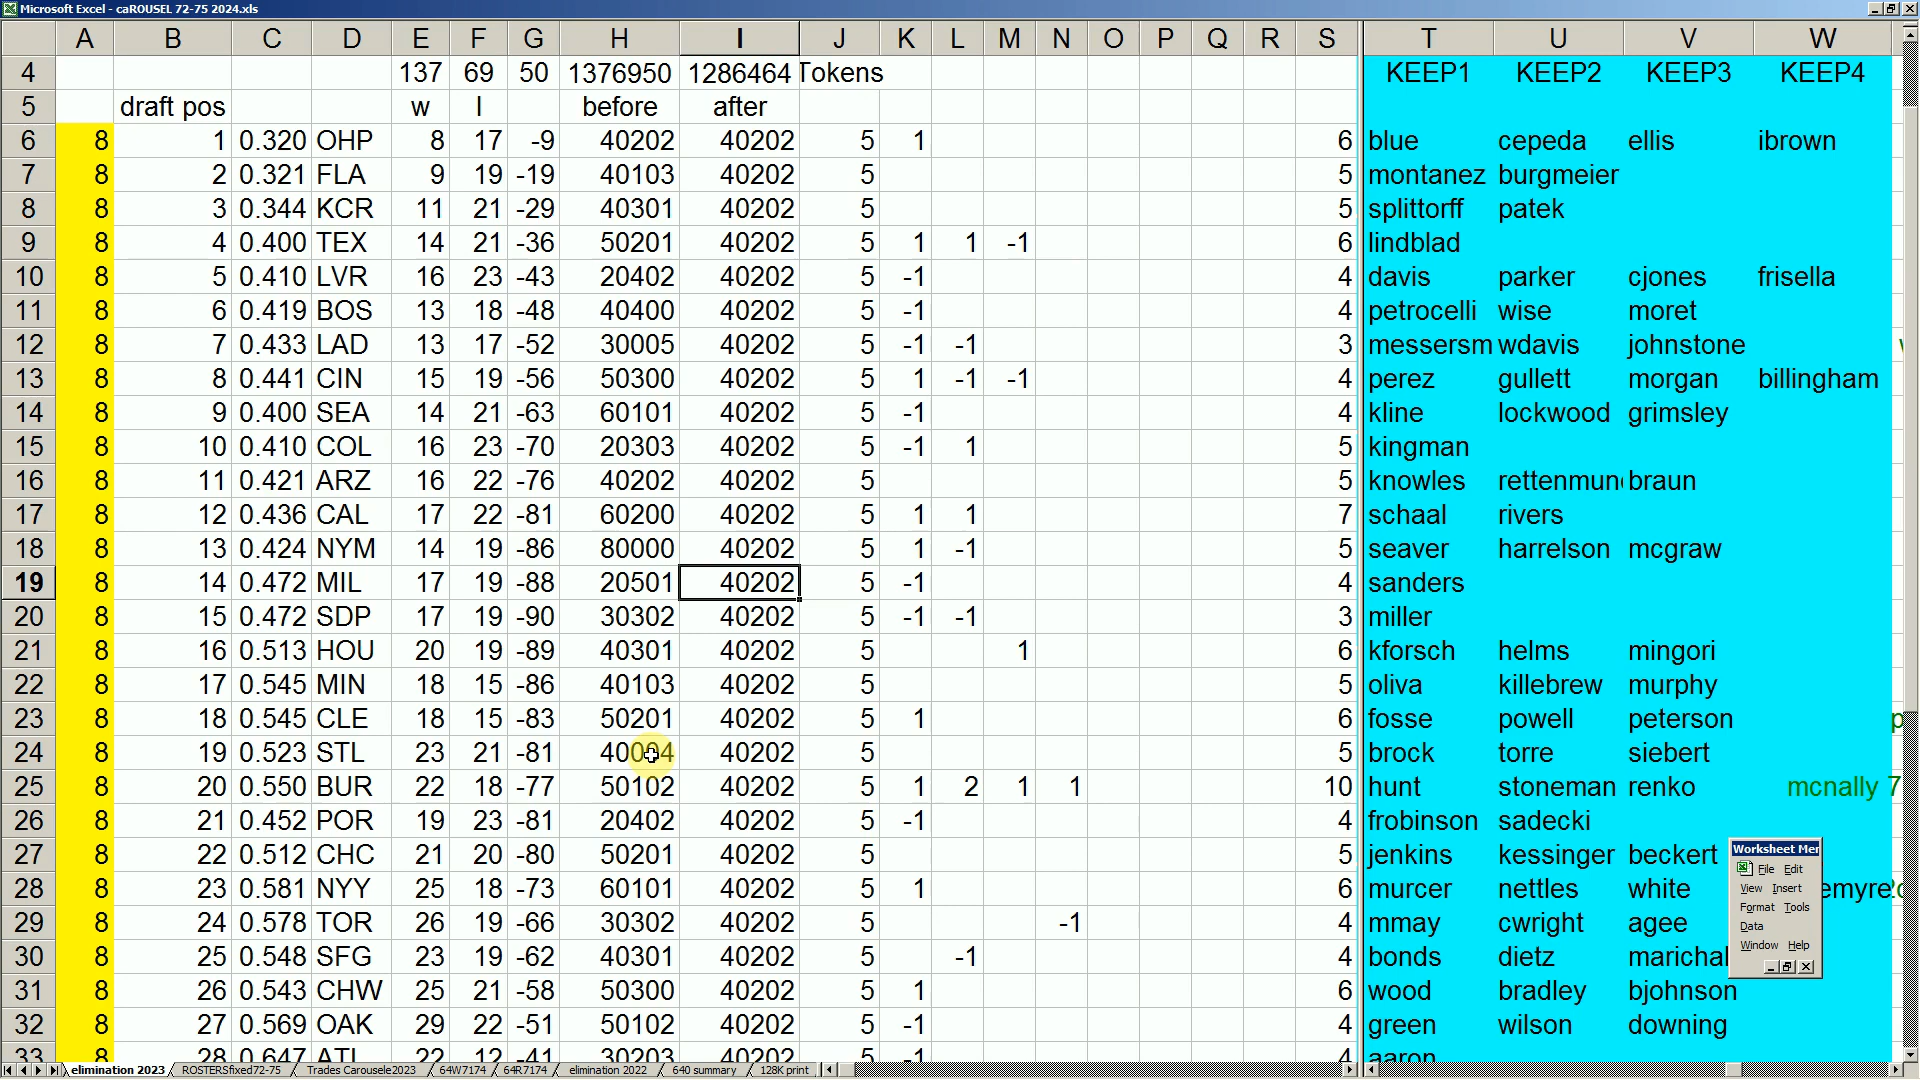 Microsoft Excel - caROUSEL 72-75 2024.xls
A B C D E F G H I J K L M N O P Q R S T U V W
4 137 69 50 1376950 1286464 Tokens KEEP1 KEEP2 KEEP3 KEEP4
5 draft pos w l before after
6 8 1 0.320 OHP 8 17 -9 40202 40202 5 1 6 blue cepeda ellis ibrown
7 8 2 0.321 FLA 9 19 -19 40103 40202 5 5 montanez burgmeier
8 8 3 0.344 KCR 11 21 -29 40301 40202 5 5 splittorff patek
9 8 4 0.400 TEX 14 21 -36 50201 40202 5 1 1 -1 6 lindblad
10 8 5 0.410 LVR 16 23 -43 20402 40202 5 -1 4 davis parker cjones frisella
11 8 6 0.419 BOS 13 18 -48 40400 40202 5 -1 4 petrocelli wise moret
12 8 7 0.433 LAD 13 17 -52 30005 40202 5 -1 -1 3 messersm wdavis johnstone
13 8 8 0.441 CIN 15 19 -56 50300 40202 5 1 -1 -1 4 perez gullett morgan billingham
14 8 9 0.400 SEA 14 21 -63 60101 40202 5 -1 4 kline lockwood grimsley
15 8 10 0.410 COL 16 23 -70 20303 40202 5 -1 1 5 kingman
16 8 11 0.421 ARZ 16 22 -76 40202 40202 5 5 knowles rettenmun braun
17 8 12 0.436 CAL 17 22 -81 60200 40202 5 1 1 7 schaal rivers
18 8 13 0.424 NYM 14 19 -86 80000 40202 5 1 -1 5 seaver harrelson mcgraw
19 8 14 0.472 MIL 17 19 -88 20501 40202 5 -1 4 sanders
20 8 15 0.472 SDP 17 19 -90 30302 40202 5 -1 -1 3 miller
21 8 16 0.513 HOU 20 19 -89 40301 40202 5 1 6 kforsch helms mingori
22 8 17 0.545 MIN 18 15 -86 40103 40202 5 5 oliva killebrew murphy
23 8 18 0.545 CLE 18 15 -83 50201 40202 5 1 6 fosse powell peterson p
24 8 19 0.523 STL 23 21 -81 40004 40202 5 5 brock torre siebert
25 8 20 0.550 BUR 22 18 -77 50102 40202 5 1 2 1 1 10 hunt stoneman renko mcnally 7
26 8 21 0.452 POR 19 23 -81 20402 40202 5 -1 4 frobinson sadecki
27 8 22 0.512 CHC 21 20 -80 50201 40202 5 5 jenkins kessinger beckert
28 8 23 0.581 NYY 25 18 -73 60101 40202 5 1 6 murcer nettles white emyre
29 8 24 0.578 TOR 26 19 -66 30302 40202 5 -1 4 mmay cwright agee
30 8 25 0.548 SFG 23 19 -62 40301 40202 5 -1 4 bonds dietz marichal
31 8 26 0.543 CHW 25 21 -58 50300 40202 5 1 6 wood bradley bjohnson
32 8 27 0.569 OAK 29 22 -51 50102 40202 5 -1 4 green wilson downing
33 8 28 0.647 ATL 22 12 -41 30203 40202 5 -1 4 aaron
Worksheet Mer
File Edit
View Insert
Format Tools
Data
Window Help
elimination 2023 ROSTERSfixed72-75 Trades Carousele2023 64W7174 64R7174 elimination 2022 640 summary 128K print